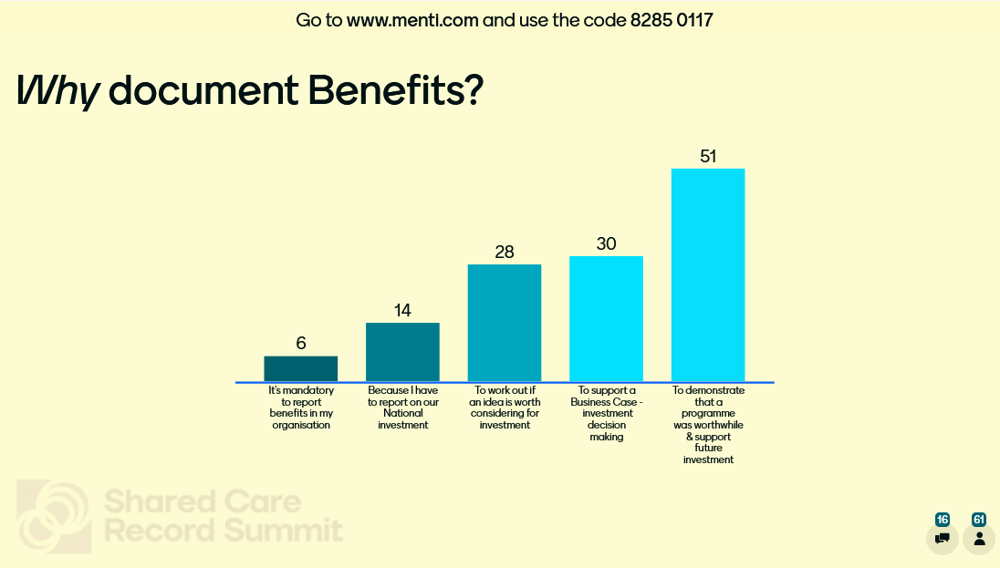 Go to www.menti.com and use the code 8285 0117
Why document Benefits?
6
14
28
30
51
It's mandatory
to report
benefits in my
organisation
Because I have
to report on our
National
investment
To work out if
an idea is worth
considering for
investment
To support a
Business Case -
investment
decision
making
To demonstrate
that a
programme
was worthwhile
& support
future
investment
Shared Care
Record Summit
16
61